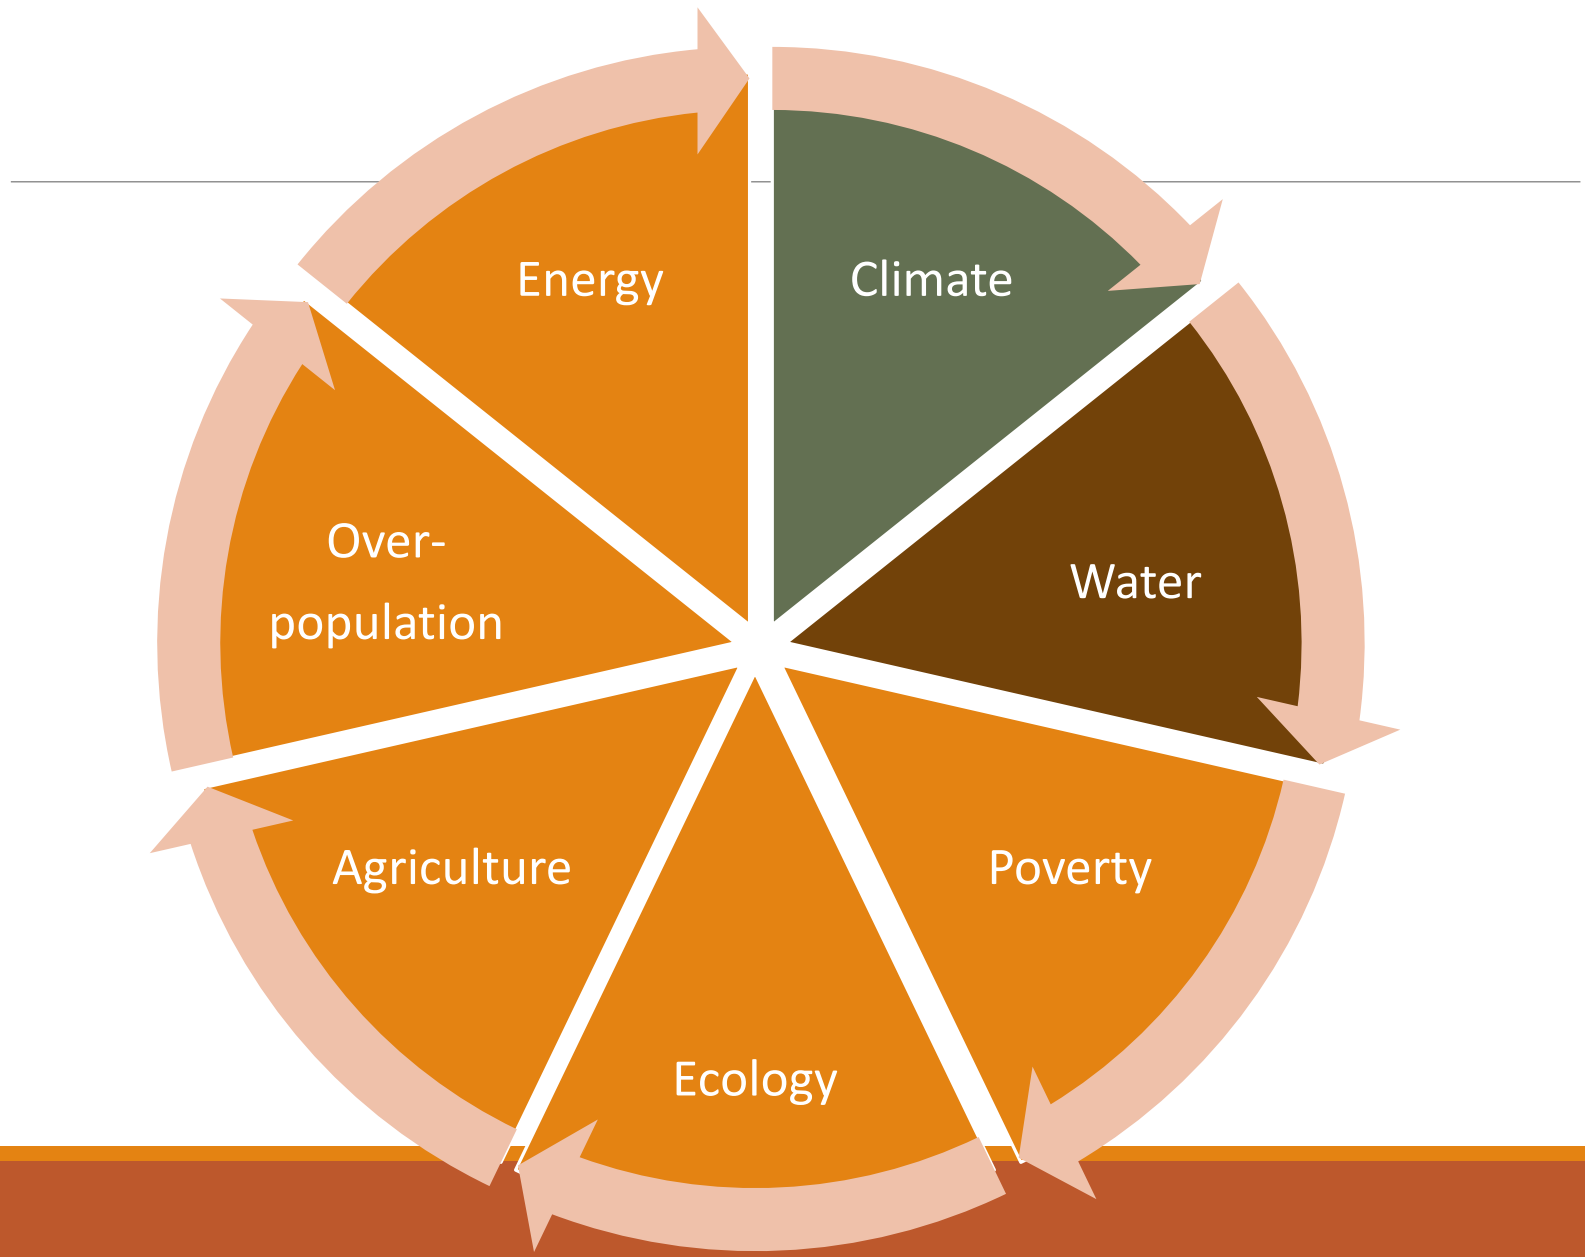 Energy
Climate
Over-
population
Water
Agriculture
Poverty
Ecology